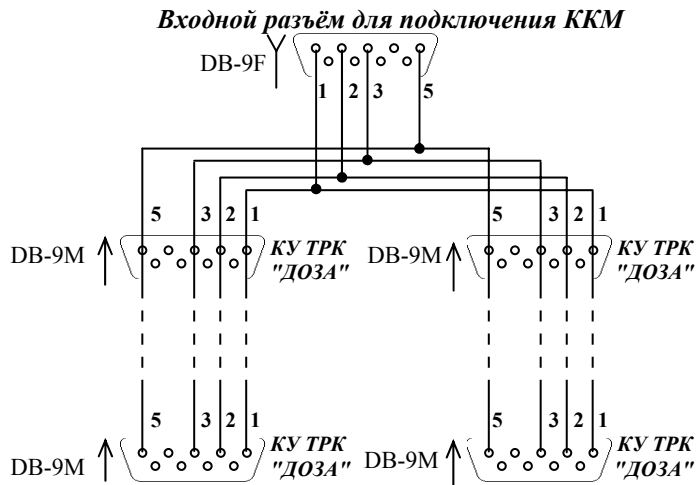 Входной разъём для подключения ККМ
DB-9F
1 2 3 5
5 3 2 1
5 3 2 1
DB-9M
КУ ТРК
"ДОЗА"
DB-9M
КУ ТРК
"ДОЗА"
5 3 2 1
5 3 2 1
DB-9M
КУ ТРК
"ДОЗА"
DB-9M
КУ ТРК
"ДОЗА"